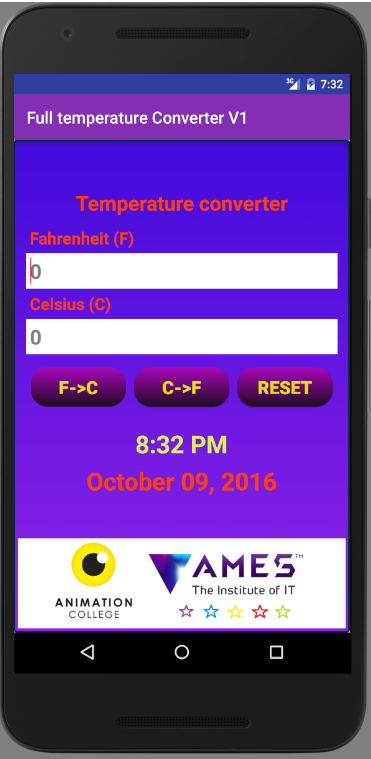 3G 7:32
Full temperature Converter V1
Temperature converter
Fahrenheit (F)
0
Celsius (C)
0
F->C C->F RESET
8:32 PM
October 09, 2016
ANIMATION
COLLEGE
AMES™
The Institute of IT